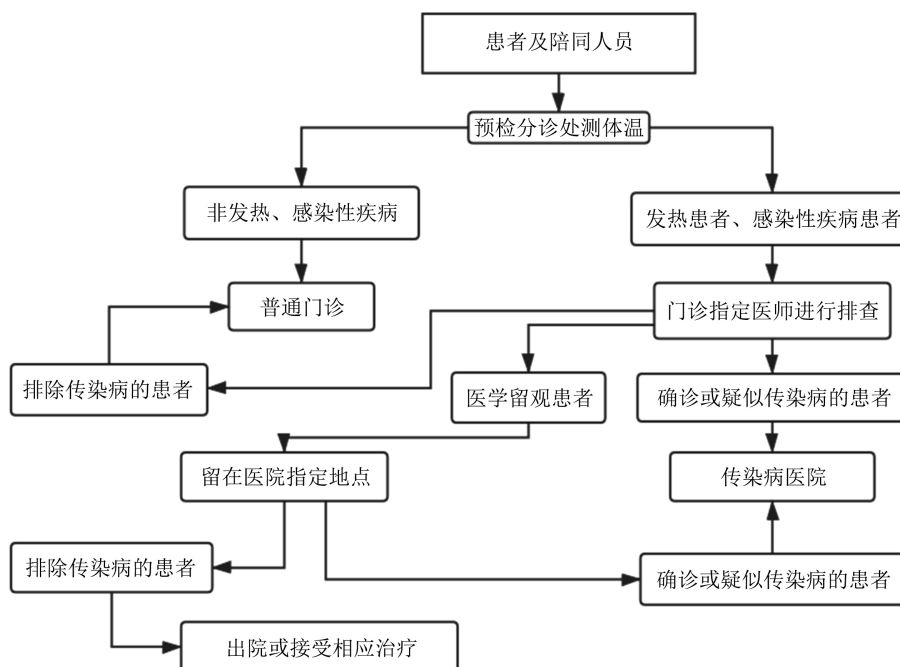 患者及陪同人员
预检分诊处测体温
非发热、感染性疾病
发热患者、感染性疾病患者
普通门诊
门诊指定医师进行排查
排除传染病的患者
医学留观患者
确诊或疑似传染病的患者
留在医院指定地点
传染病医院
排除传染病的患者
确诊或疑似传染病的患者
出院或接受相应治疗